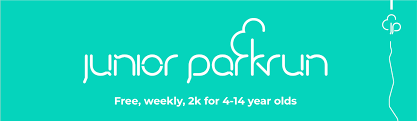 junior parkrun
Free, weekly, 2k for 4-14 year olds